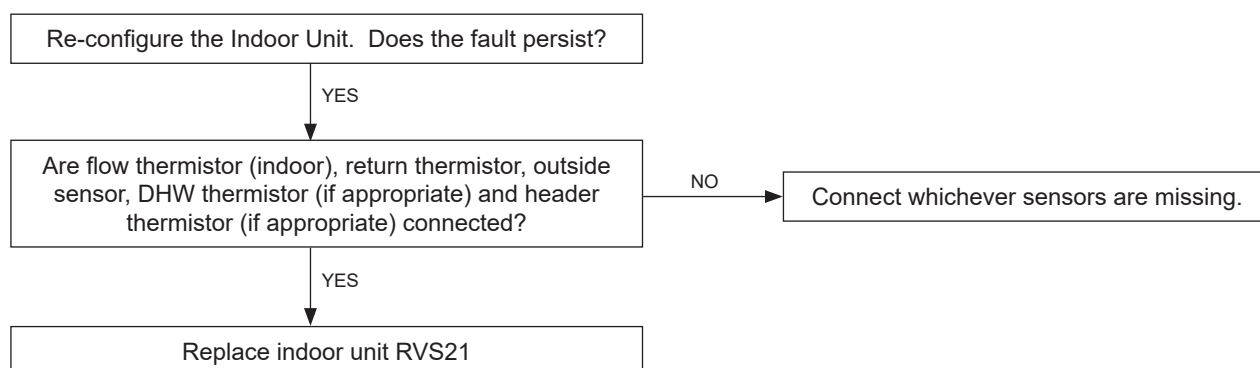 Re-configure the Indoor Unit.  Does the fault persist?
YES
Are flow thermistor (indoor), return thermistor, outside
sensor, DHW thermistor (if appropriate) and header
thermistor (if appropriate) connected?
NO
Connect whichever sensors are missing.
YES
Replace indoor unit RVS21